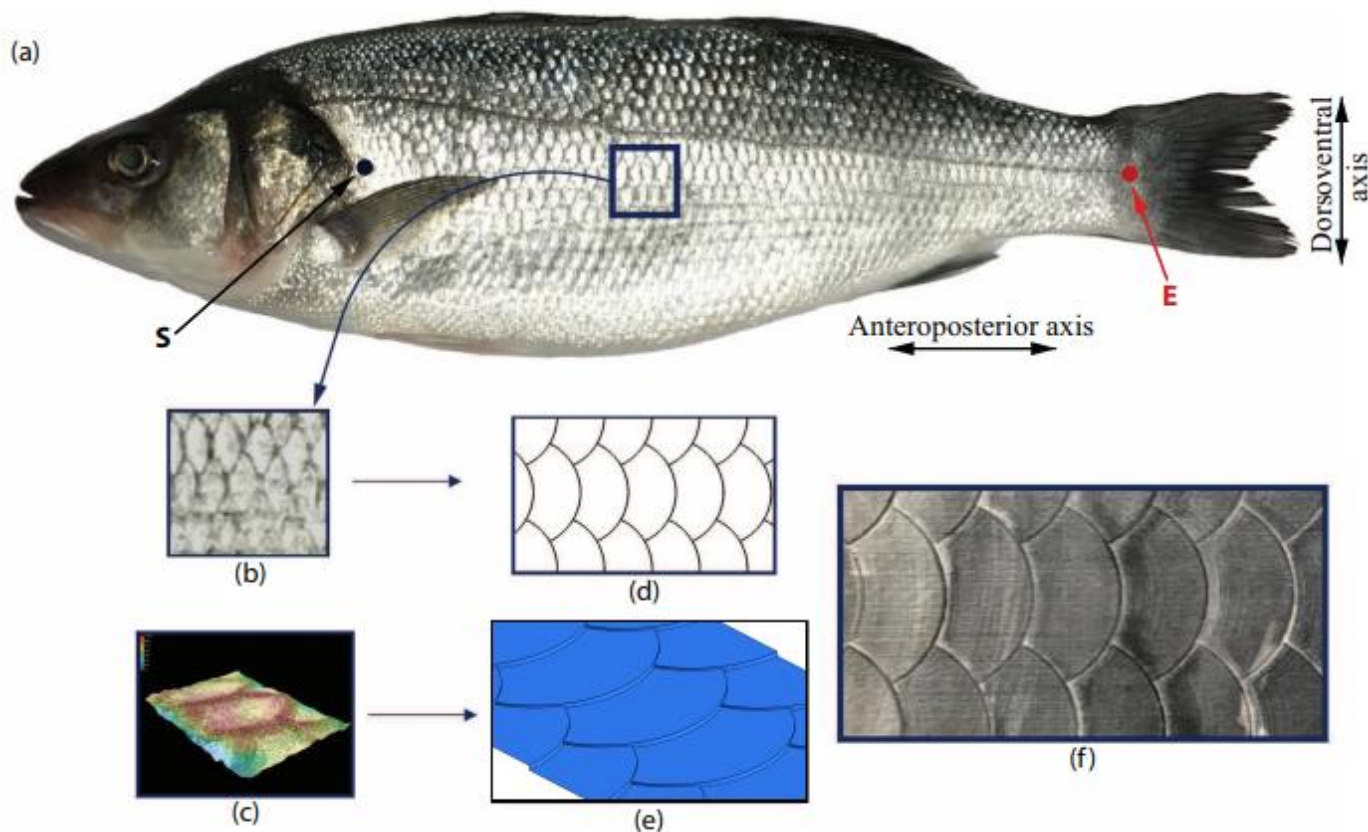 (a)
Dorsoventral
axis
S
E
Anteroposterior axis
(b)
(d)
(c)
(e)
(f)